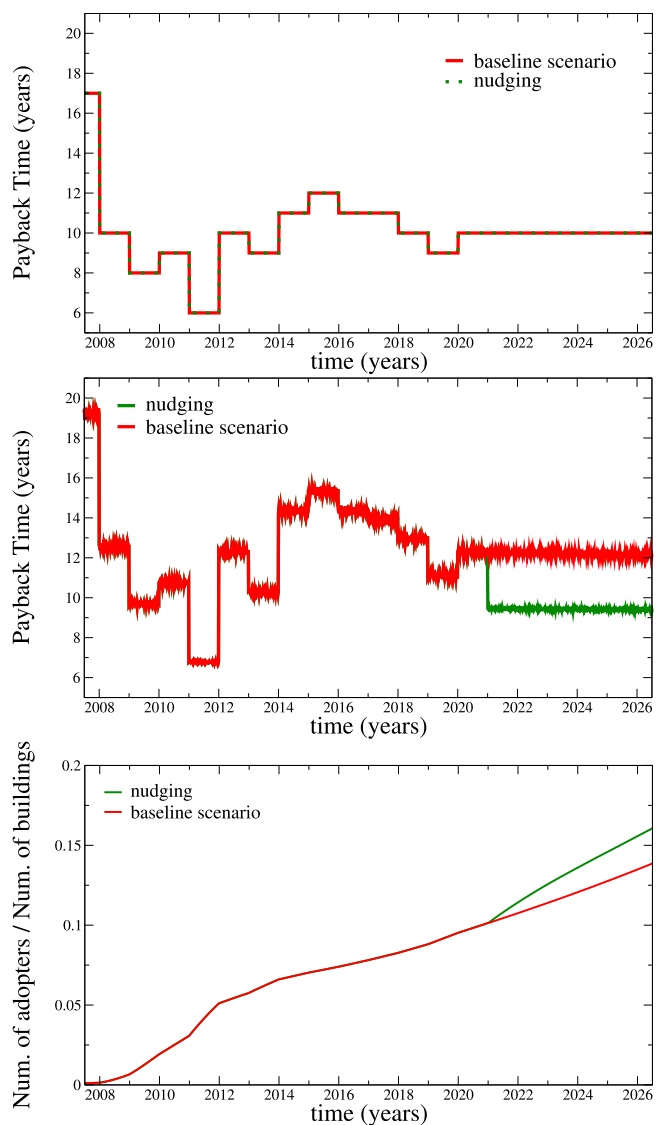 20
18
16
14
12
10
8
6
Payback Time (years)
baseline scenario
nudging
2008 2010 2012 2014 2016 2018 2020 2022 2024 2026
time (years)
20
18
16
14
12
10
8
6
Payback Time (years)
nudging
baseline scenario
2008 2010 2012 2014 2016 2018 2020 2022 2024 2026
time (years)
0.2
0.15
0.1
0.05
0
Num. of adopters / Num. of buildings
nudging
baseline scenario
2008 2010 2012 2014 2016 2018 2020 2022 2024 2026
time (years)